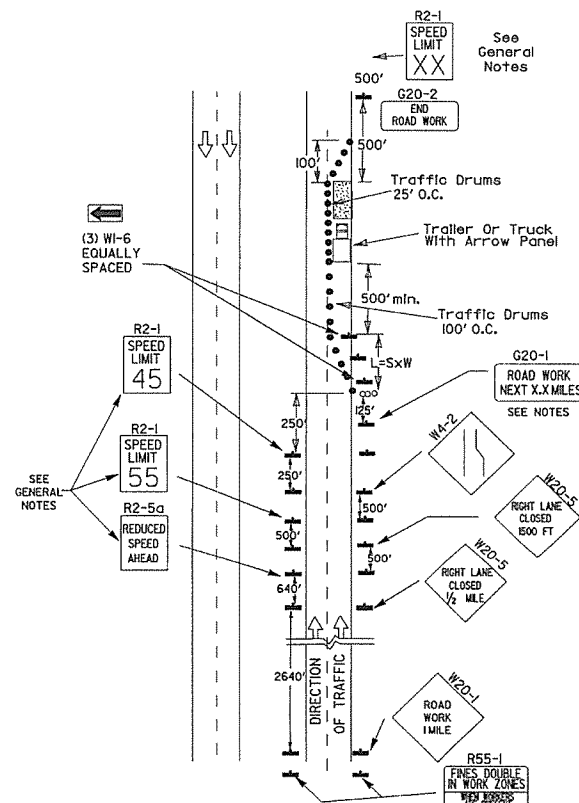 R2-1
SPEED
LIMIT
XX
See
General
Notes
500'
G20-2
END
ROAD WORK
500'
100'
Traffic Drums
25' O.C.
Trailer Or Truck
With Arrow Panel
(3) W1-6
EQUALLY
SPACED
500' min.
Traffic Drums
100' O.C.
L=SxW
R2-1
SPEED
LIMIT
45
G20-1
ROAD WORK
NEXT X.X MILES
SEE NOTES
125'
250'
R2-1
SPEED
LIMIT
55
250'
W4-2
SEE
GENERAL
NOTES
500'
500'
W20-5
RIGHT LANE
CLOSED
1500 FT
R2-5a
REDUCED
SPEED
AHEAD
500'
640'
W20-5
RIGHT LANE
CLOSED
1/2 MILE
2640'
DIRECTION
OF TRAFFIC
W20-1
ROAD
WORK
1 MILE
R55-1
FINES DOUBLE
IN WORK ZONES
WHEN WORKERS